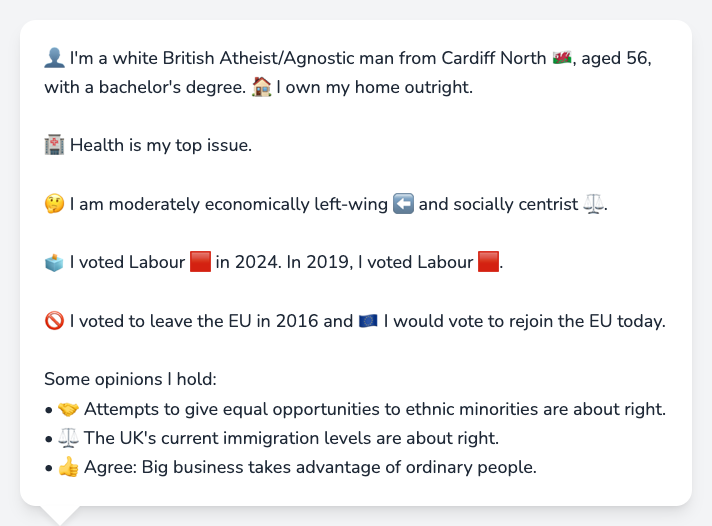 👤 I'm a white British Atheist/Agnostic man from Cardiff North 🏴󠁧󠁢󠁷󠁬󠁳󠁿, aged 56,
with a bachelor's degree. 🏠 I own my home outright.
🏥 Health is my top issue.
🤔 I am moderately economically left-wing ⬅️ and socially centrist ⚖️.
🗳️ I voted Labour 🟥 in 2024. In 2019, I voted Labour 🟥.
🚫 I voted to leave the EU in 2016 and 🇪🇺 I would vote to rejoin the EU today.
Some opinions I hold:
• 🤝 Attempts to give equal opportunities to ethnic minorities are about right.
• ⚖️ The UK's current immigration levels are about right.
• 👍 Agree: Big business takes advantage of ordinary people.